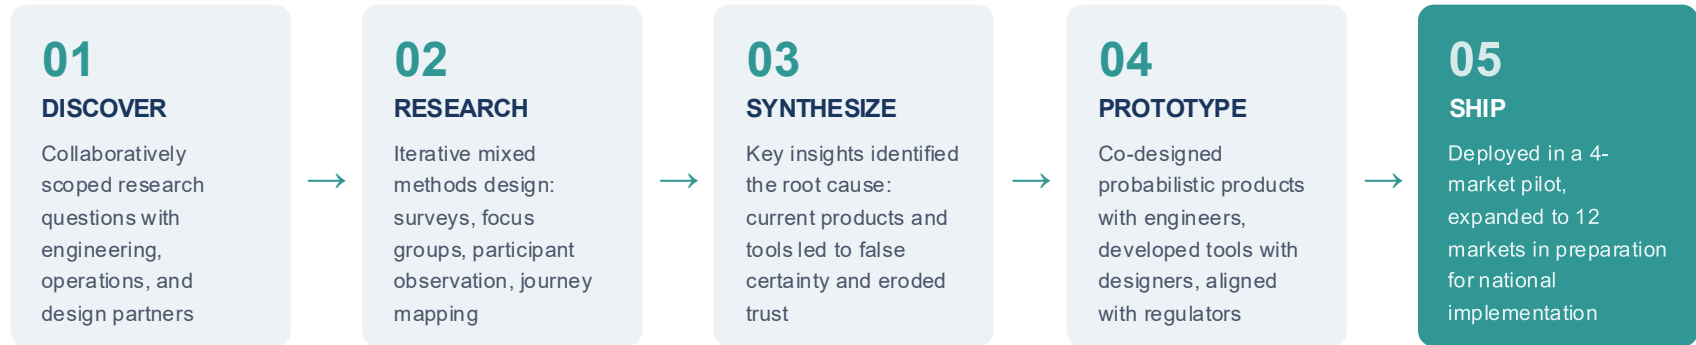 01
DISCOVER
Collaboratively
scoped research
questions with
engineering,
operations, and
design partners
→
02
RESEARCH
Iterative mixed
methods design:
surveys, focus
groups, participant
observation, journey
mapping
→
03
SYNTHESIZE
Key insights identified
the root cause:
current products and
tools led to false
certainty and eroded
trust
→
04
PROTOTYPE
Co-designed
probabilistic products
with engineers,
developed tools with
designers, aligned
with regulators
→
05
SHIP
Deployed in a 4-
market pilot,
expanded to 12
markets in preparation
for national
implementation